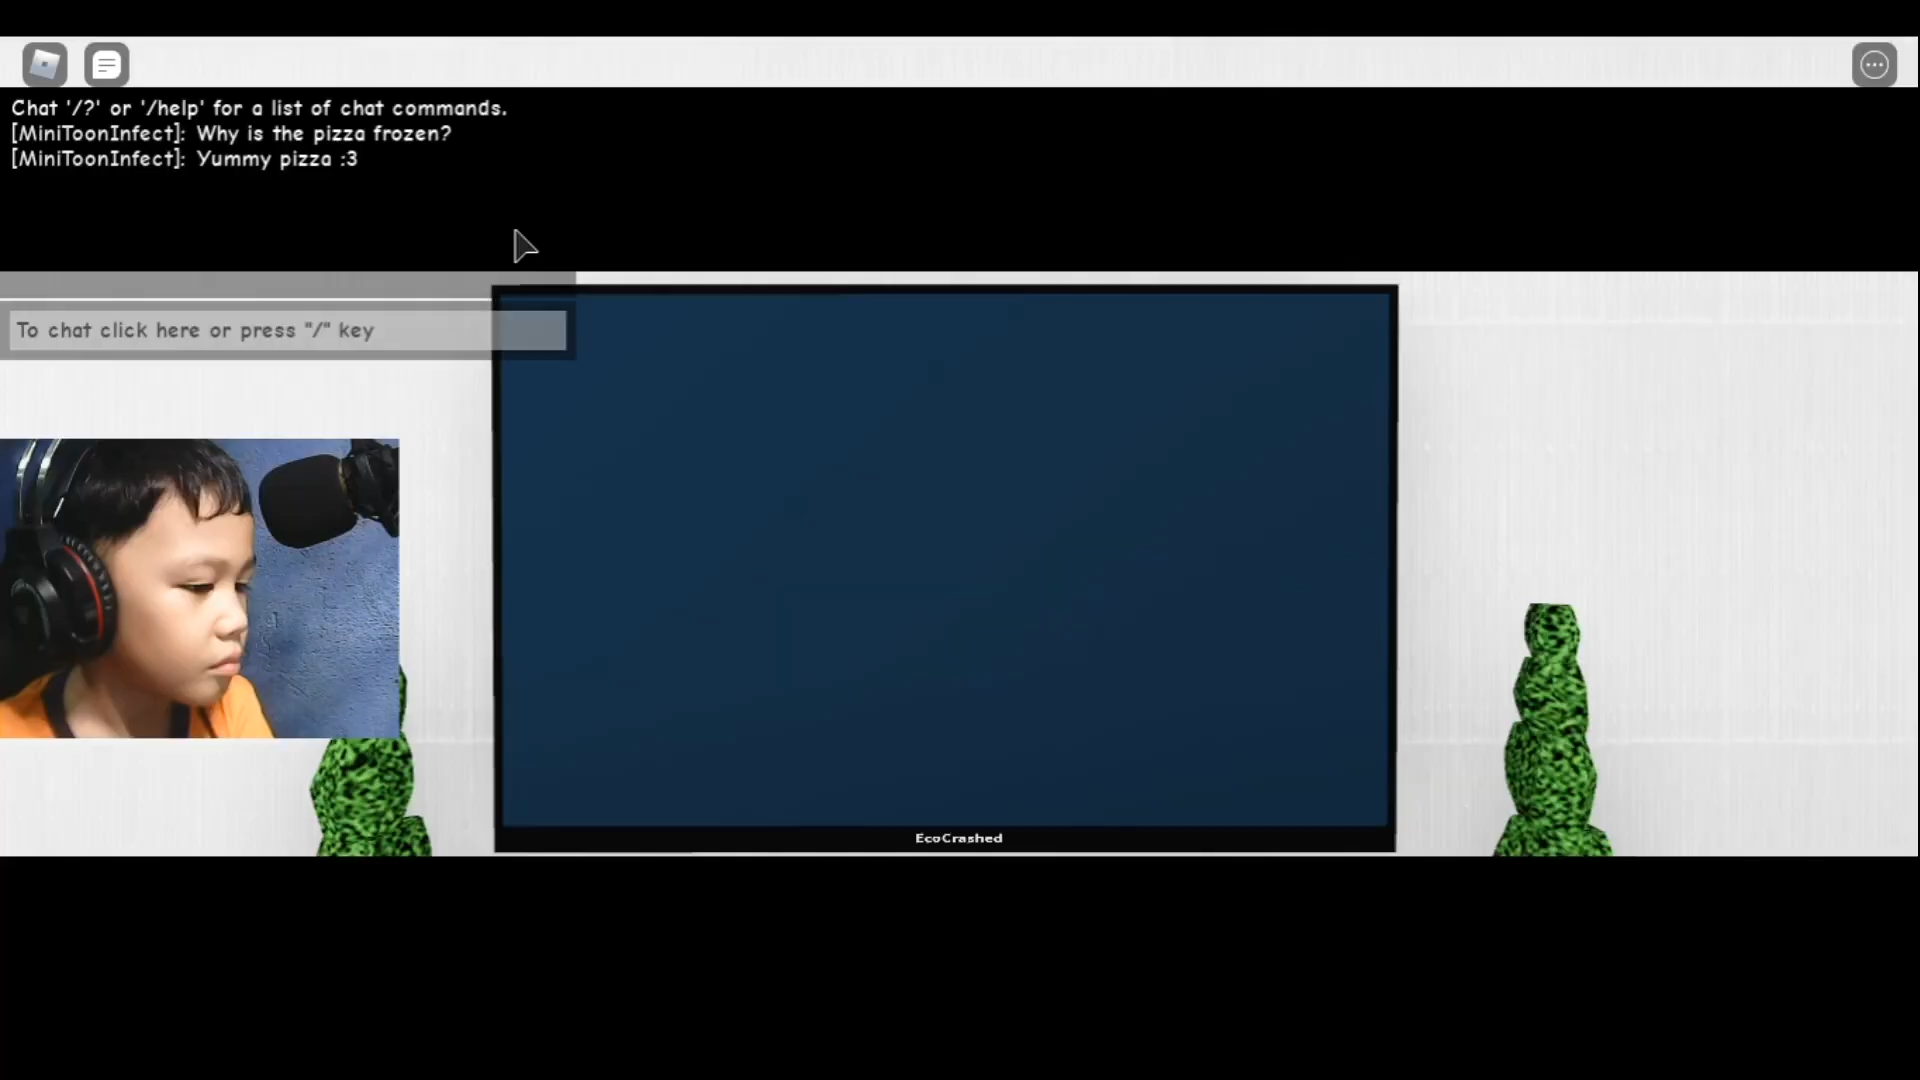 Chat '/?' or '/help' for a list of chat commands.
[MiniToonInfect]: Why is the pizza frozen?
[MiniToonInfect]: Yummy pizza :3
To chat click here or press "/" key
EcoCrashed